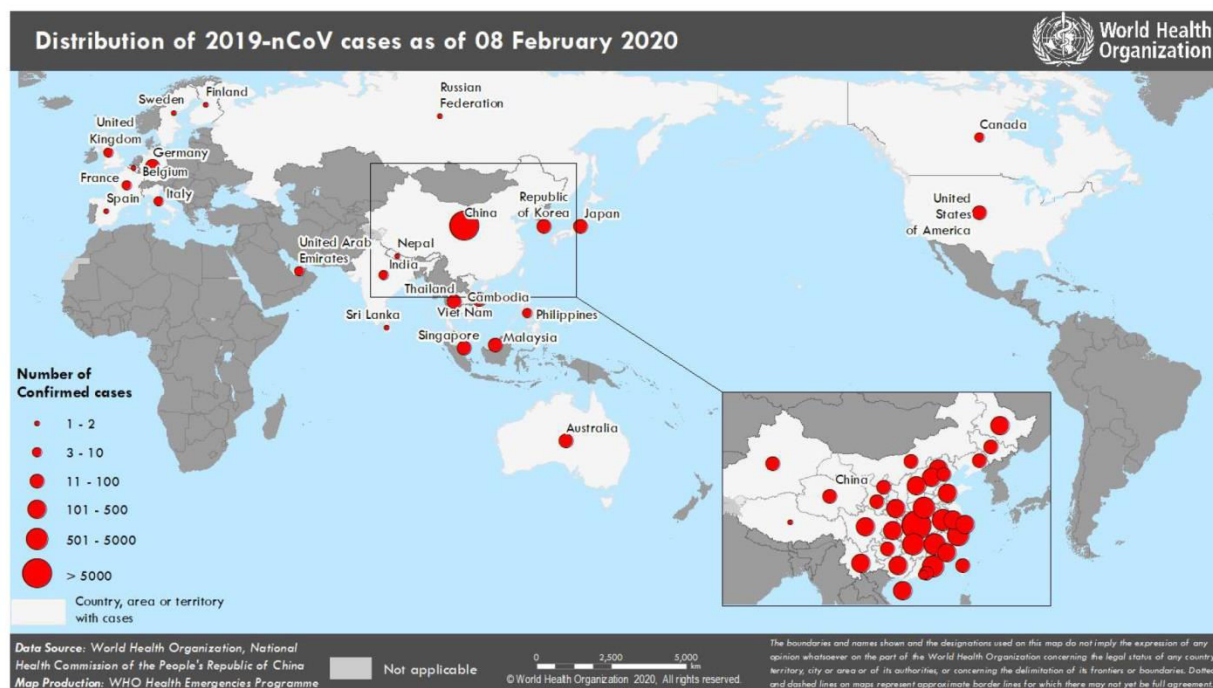 Distribution of 2019-nCoV cases as of 08 February 2020
World Health
Organization
Sweden
Finland
Russian
Federation
United
Kingdom
Germany
Belgium
France
Spain
Italy
Canada
United
States
of America
China
Republic
of Korea
Japan
United Arab
Emirates
Nepal
India
Thailand
Cambodia
Viet Nam
Philippines
Sri Lanka
Singapore
Malaysia
Australia
Number of
Confirmed cases
1 - 2
3 - 10
11 - 100
101 - 500
501 - 5000
> 5000
Country, area or territory
with cases
China
Data Source: World Health Organization, National
Health Commission of the People's Republic of China
Map Production: WHO Health Emergencies Programme
Not applicable
0 2,500 5,000
km
© World Health Organization 2020, All rights reserved.
The boundaries and names shown and the designations used on this map do not imply the expression of any
opinion whatsoever on the part of the World Health Organization concerning the legal status of any country,
territory, city or area or of its authorities, or concerning the delimitation of its frontiers or boundaries. Dotted
and dashed lines on maps represent approximate border lines for which there may not yet be full agreement.